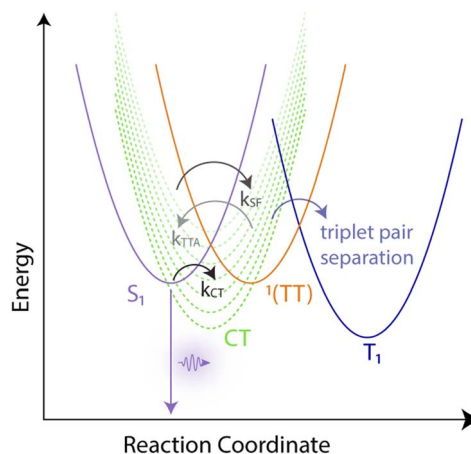 Energy
k_SF
k_TTA
triplet pair
separation
S₁
k_CT
¹(TT)
CT
T₁
Reaction Coordinate